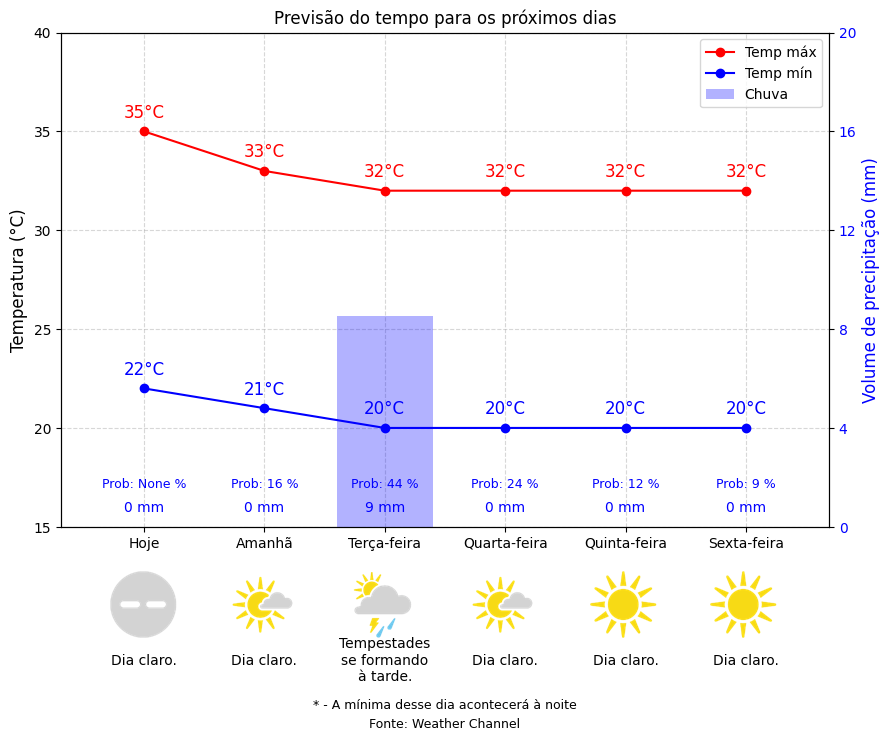 Previsão do tempo para os próximos dias
40
35
30
25
20
15
Temperatura (°C)
20
16
12
8
4
0
Volume de precipitação (mm)
Temp máx
Temp mín
Chuva
35°C
33°C
32°C
32°C
32°C
32°C
22°C
21°C
20°C
20°C
20°C
20°C
Prob: None %
Prob: 16 %
Prob: 44 %
Prob: 24 %
Prob: 12 %
Prob: 9 %
0 mm
0 mm
9 mm
0 mm
0 mm
0 mm
Hoje
Amanhã
Terça-feira
Quarta-feira
Quinta-feira
Sexta-feira
Dia claro.
Dia claro.
Tempestades
se formando
à tarde.
Dia claro.
Dia claro.
Dia claro.
* - A mínima desse dia acontecerá à noite
Fonte: Weather Channel